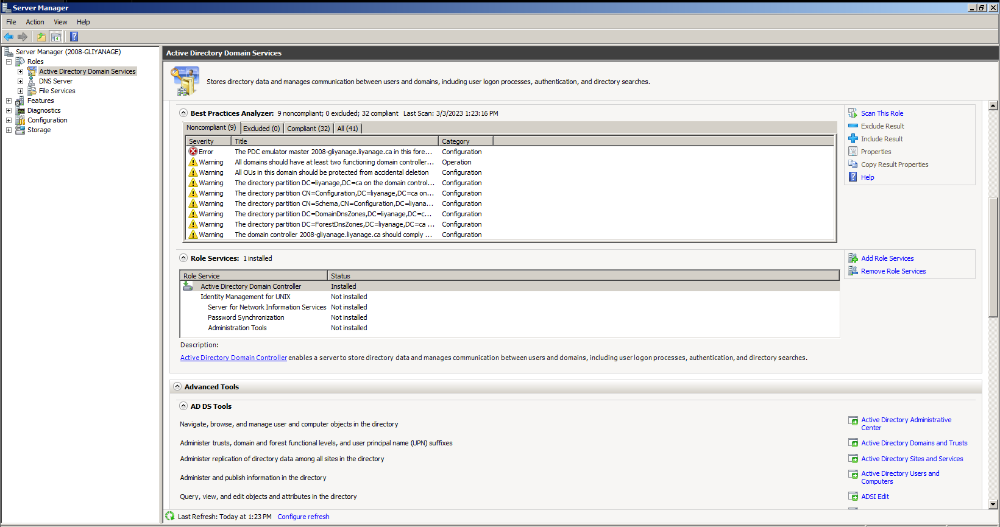 Server Manager
File Action View Help
Server Manager (2008-GLIYANAGE)
Roles
Active Directory Domain Services
DNS Server
File Services
Features
Diagnostics
Configuration
Storage
Active Directory Domain Services
Stores directory data and manages communication between users and domains, including user logon processes, authentication, and directory searches.
Best Practices Analyzer: 9 noncompliant; 0 excluded; 32 compliant Last Scan: 3/3/2023 1:23:16 PM
Noncompliant (9) Excluded (0) Compliant (32) All (41)
Severity Title Category
Error The PDC emulator master 2008-gliyanage.liyanage.ca in this fore... Configuration
Warning All domains should have at least two functioning domain controller... Operation
Warning All OUs in this domain should be protected from accidental deletion Configuration
Warning The directory partition DC=liyanage,DC=ca on the domain control... Configuration
Warning The directory partition CN=Configuration,DC=liyanage,DC=ca on... Configuration
Warning The directory partition CN=Schema,CN=Configuration,DC=liyana... Configuration
Warning The directory partition DC=DomainDnsZones,DC=liyanage,DC=c... Configuration
Warning The directory partition DC=ForestDnsZones,DC=liyanage,DC=ca ... Configuration
Warning The domain controller 2008-gliyanage.liyanage.ca should comply ... Configuration
Scan This Role
Exclude Result
Include Result
Properties
Copy Result Properties
Help
Role Services: 1 installed
Role Service Status
Active Directory Domain Controller Installed
Identity Management for UNIX Not installed
Server for Network Information Services Not installed
Password Synchronization Not installed
Administration Tools Not installed
Add Role Services
Remove Role Services
Description:
Active Directory Domain Controller enables a server to store directory data and manages communication between users and domains, including user logon processes, authentication, and directory searches.
Advanced Tools
AD DS Tools
Navigate, browse, and manage user and computer objects in the directory
Active Directory Administrative
Center
Administer trusts, domain and forest functional levels, and user principal name (UPN) suffixes
Active Directory Domains and Trusts
Administer replication of directory data among all sites in the directory
Active Directory Sites and Services
Administer and publish information in the directory
Active Directory Users and
Computers
Query, view, and edit objects and attributes in the directory
ADSI Edit
Last Refresh: Today at 1:23 PM Configure refresh